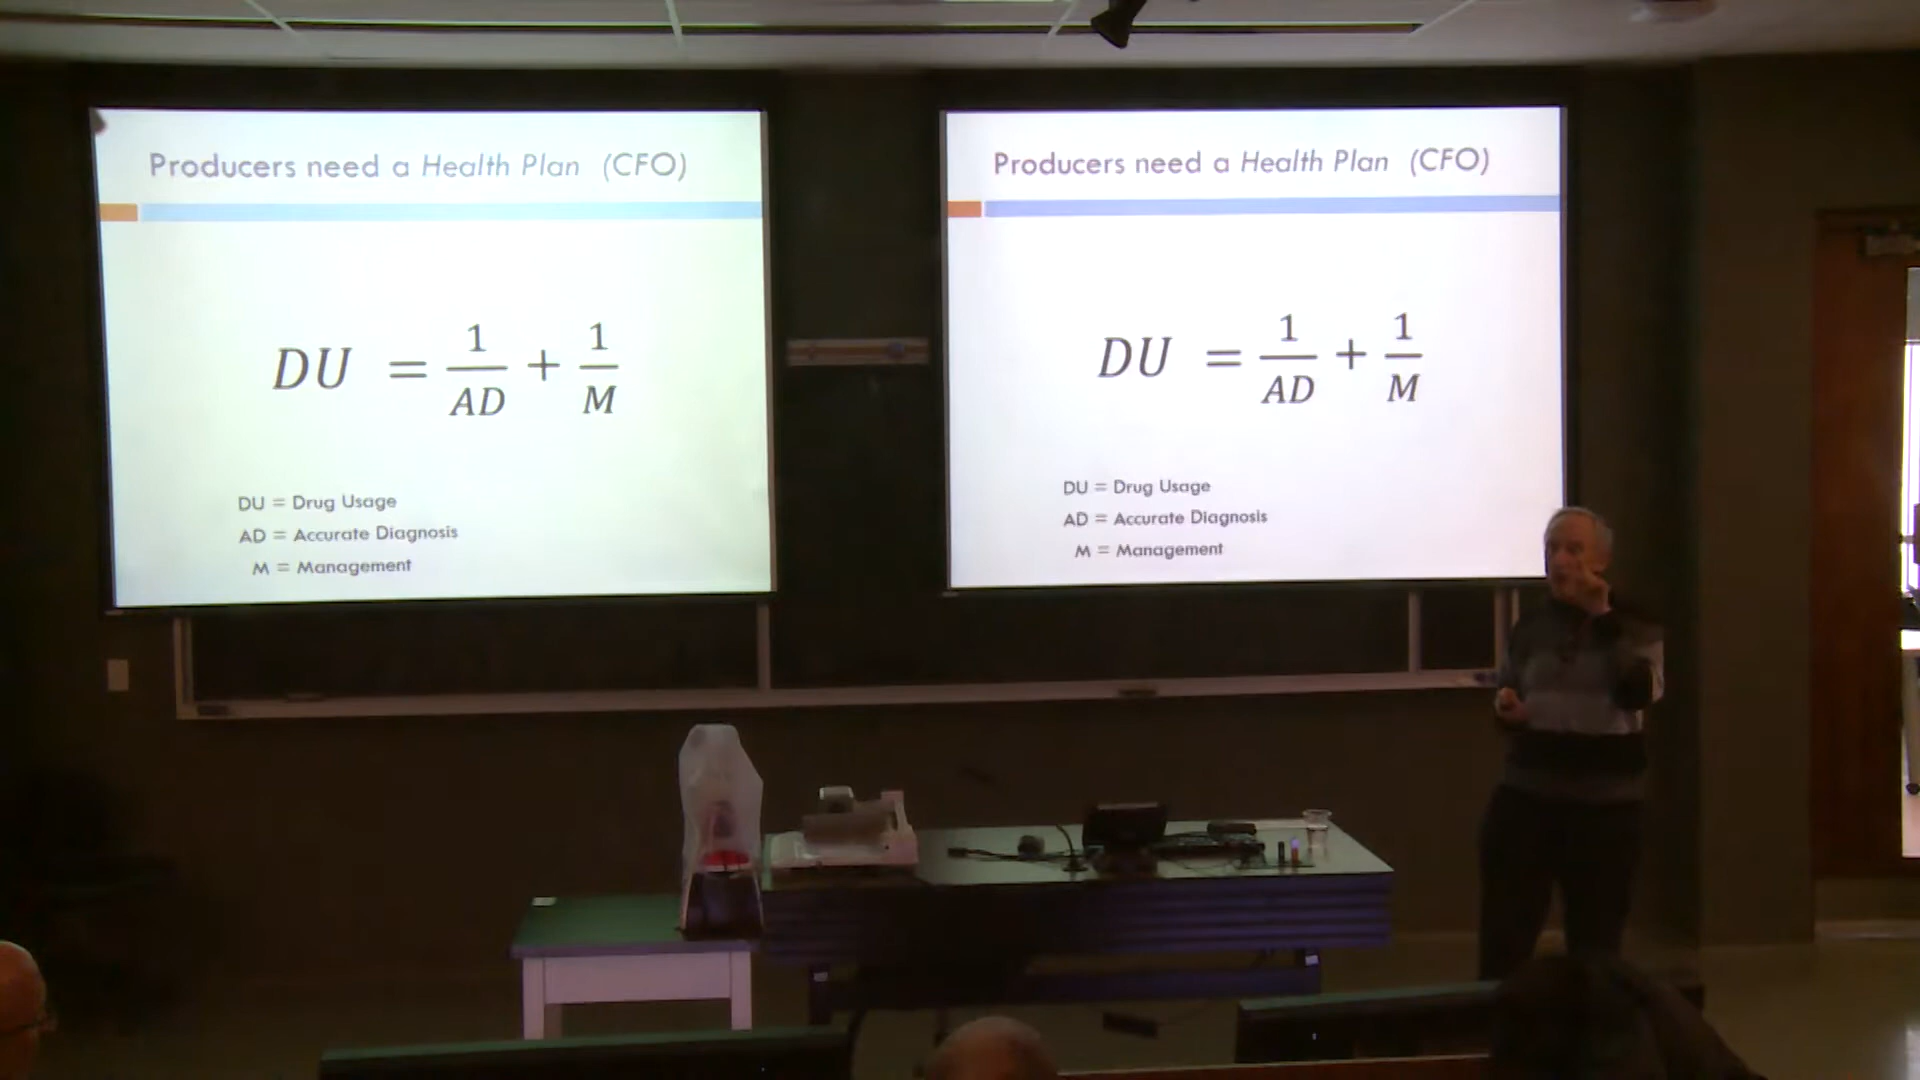 Producers need a Health Plan (CFO)
DU = 1/AD + 1/M
DU = Drug Usage
AD = Accurate Diagnosis
M = Management
Producers need a Health Plan (CFO)
DU = 1/AD + 1/M
DU = Drug Usage
AD = Accurate Diagnosis
M = Management